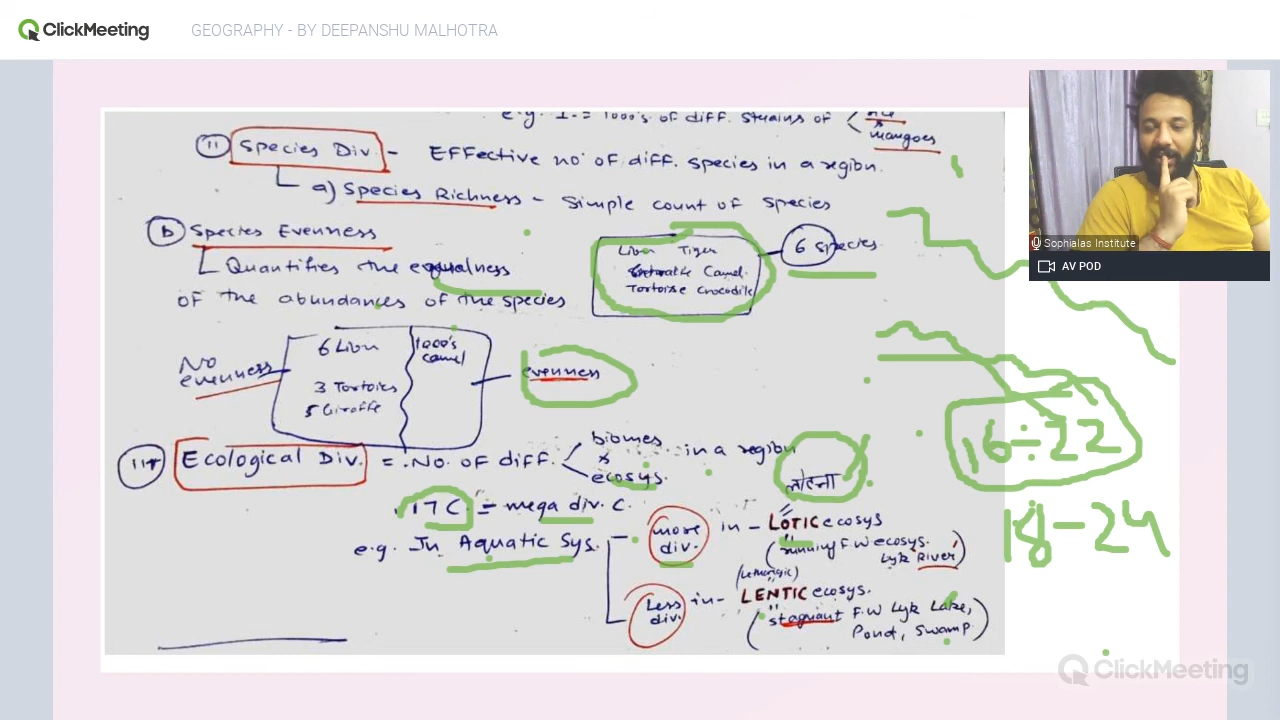 ClickMeeting
GEOGRAPHY - BY DEEPANSHU MALHOTRA
e.g. 1000's of diff. strains of
mangoes
(ii) Species Div. - Effective no. of diff. species in a region.
a) Species Richness - simple count of species
(b) Species Evenness
Quantifies the equalness
of the abundances of the species
Lion Tiger
Camel
Tortoise Crocodile
6 species
No
evenness
6 Lion
3 Tortoies
5 Giraffe
1000's
camel
evenness
Ecological Div. = No. of diff. biomes
ecosys. in a region
17 C = mega div. C.
e.g. In Aquatic Sys.
more
div. in - LOTIC ecosys
(running F.W ecosys.
Lyk River)
(Lethargic)
Less
div. in - LENTIC ecosys.
(stagnant F.W Lyk Lake,
Pond, Swamp)
16÷22
18-24
Sophialas Institute
AV POD
ClickMeeting